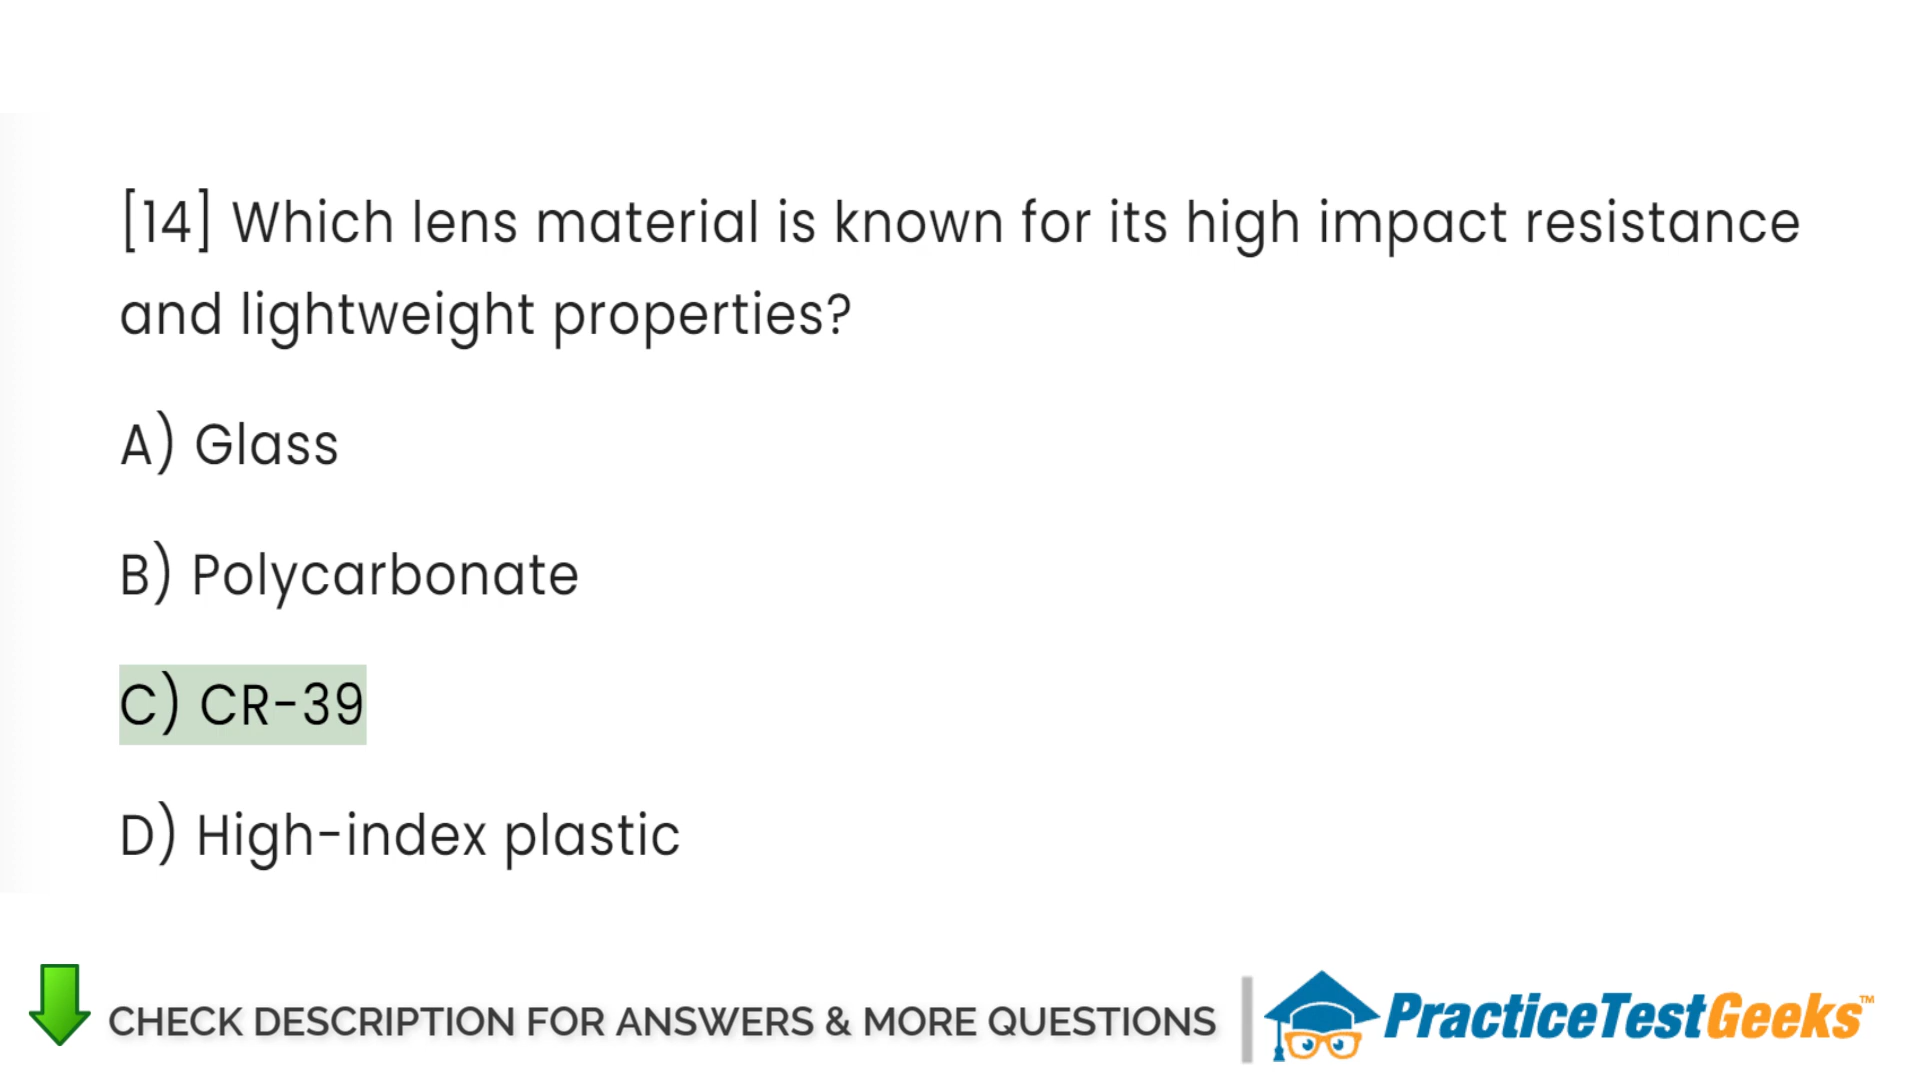 [14] Which lens material is known for its high impact resistance
and lightweight properties?
A) Glass
B) Polycarbonate
C) CR-39
D) High-index plastic
CHECK DESCRIPTION FOR ANSWERS & MORE QUESTIONS
PracticeTestGeeks™